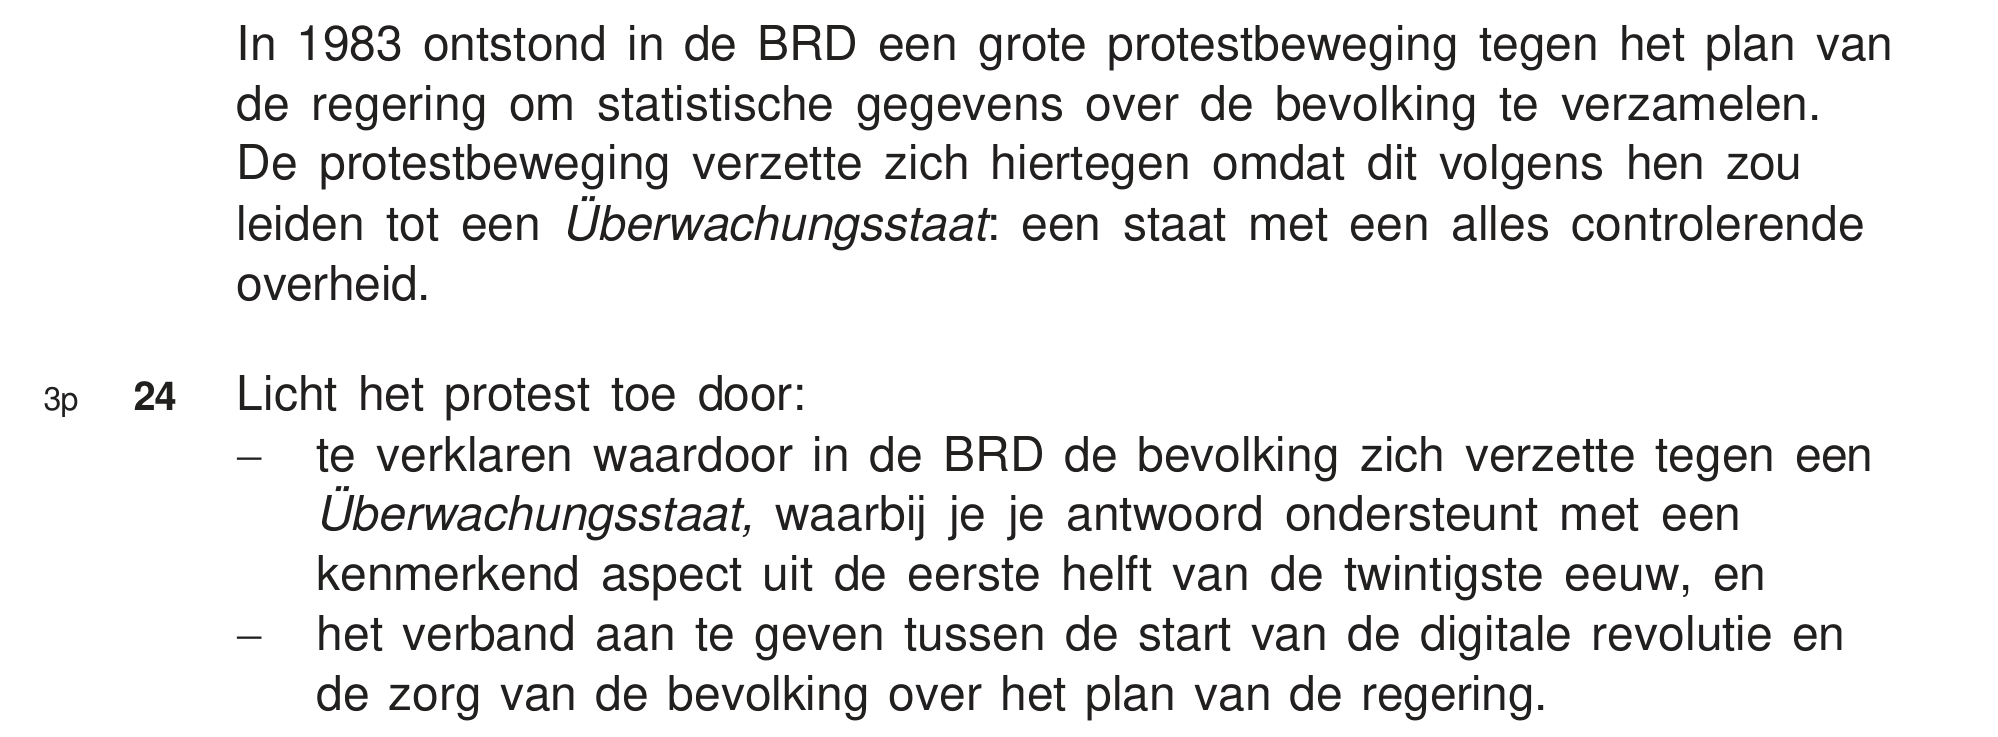 In 1983 ontstond in de BRD een grote protestbeweging tegen het plan van
de regering om statistische gegevens over de bevolking te verzamelen.
De protestbeweging verzette zich hiertegen omdat dit volgens hen zou
leiden tot een Überwachungsstaat: een staat met een alles controlerende
overheid.
3p 24 Licht het protest toe door:
– te verklaren waardoor in de BRD de bevolking zich verzette tegen een
Überwachungsstaat, waarbij je je antwoord ondersteunt met een
kenmerkend aspect uit de eerste helft van de twintigste eeuw, en
– het verband aan te geven tussen de start van de digitale revolutie en
de zorg van de bevolking over het plan van de regering.